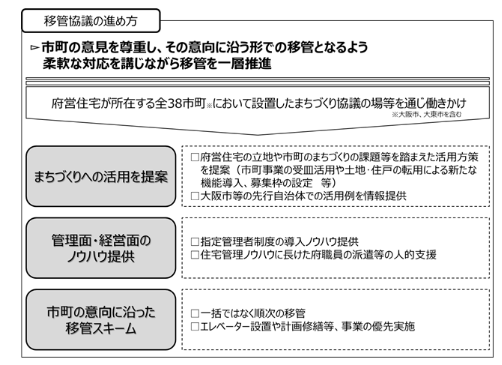 移管協議の進め方
▻市町の意見を尊重し、その意向に沿う形での移管となるよう
柔軟な対応を講じながら移管を一層推進
府営住宅が所在する全38市町※において設置したまちづくり協議の場等を通じ働きかけ
※大阪市、大東市を含む
まちづくりへの活用を提案
□府営住宅の立地や市町のまちづくりの課題等を踏まえた活用方策
を提案（市町事業の受皿活用や土地・住戸の転用による新たな
機能導入、募集枠の設定　等）
□大阪市等の先行自治体での活用例を情報提供
管理面・経営面の
ノウハウ提供
□指定管理者制度の導入ノウハウ提供
□住宅管理ノウハウに長けた府職員の派遣等の人的支援
市町の意向に沿った
移管スキーム
□一括ではなく順次の移管
□エレベーター設置や計画修繕等、事業の優先実施